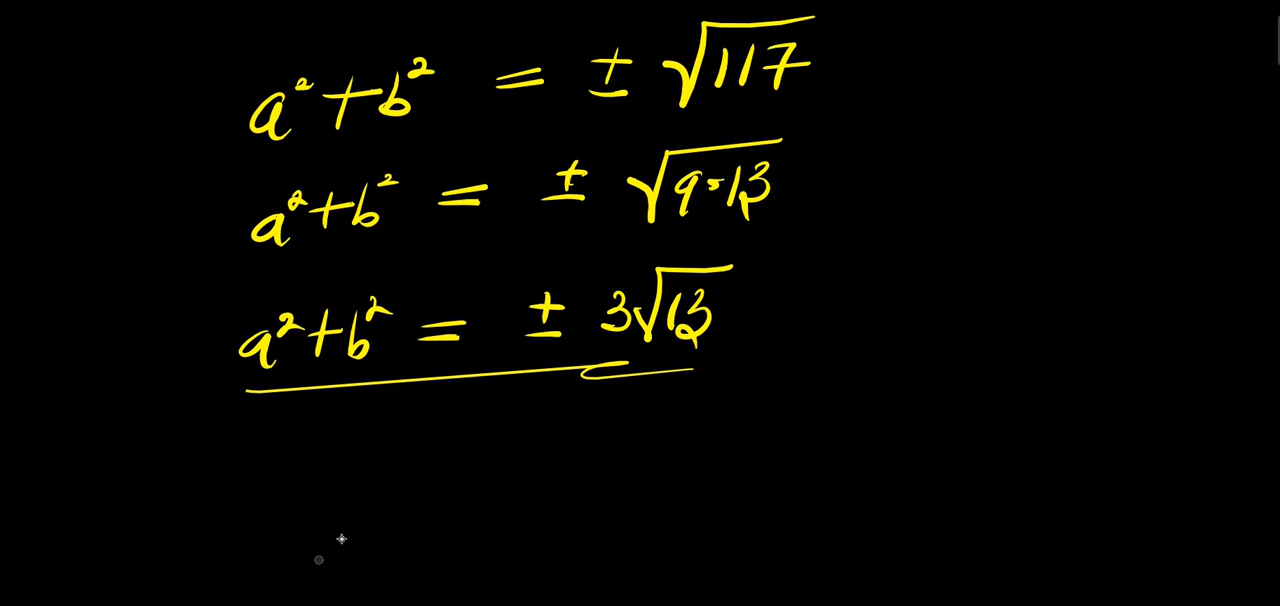 a² + b² = ± √117
a² + b² = ± √9·13
a² + b² = ± 3√13